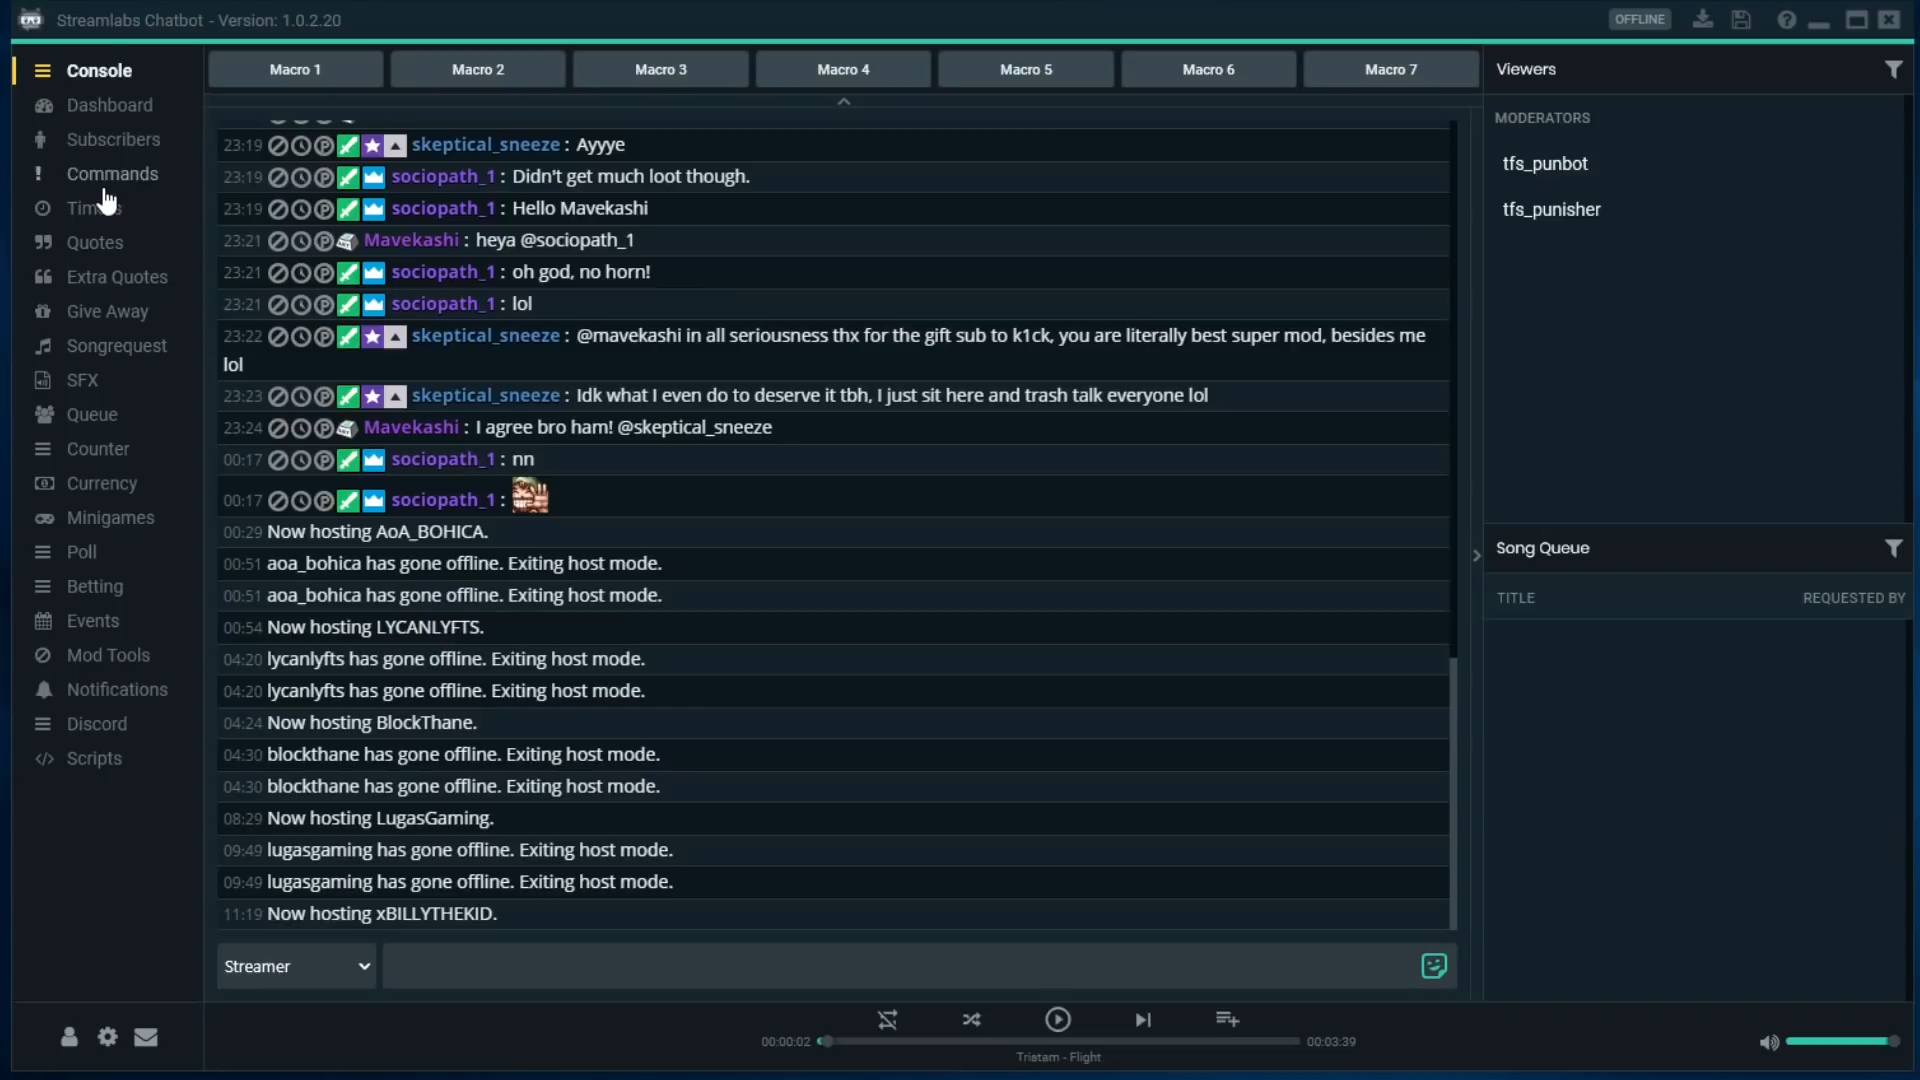 Streamlabs Chatbot - Version: 1.0.2.20
OFFLINE
Console
Dashboard
Subscribers
Commands
Quotes
Extra Quotes
Give Away
Songrequest
SFX
Queue
Counter
Currency
Minigames
Poll
Betting
Events
Mod Tools
Notifications
Discord
Scripts
Macro 1 Macro 2 Macro 3 Macro 4 Macro 5 Macro 6 Macro 7
23:19 skeptical_sneeze : Ayyye
23:19 sociopath_1 : Didn't get much loot though.
23:19 sociopath_1 : Hello Mavekashi
23:21 Mavekashi : heya @sociopath_1
23:21 sociopath_1 : oh god, no horn!
23:21 sociopath_1 : lol
23:22 skeptical_sneeze : @mavekashi in all seriousness thx for the gift sub to k1ck, you are literally best super mod, besides me
lol
23:23 skeptical_sneeze : Idk what I even do to deserve it tbh, I just sit here and trash talk everyone lol
23:24 Mavekashi : I agree bro ham! @skeptical_sneeze
00:17 sociopath_1 : nn
00:17 sociopath_1 :
00:29 Now hosting AoA_BOHICA.
00:51 aoa_bohica has gone offline. Exiting host mode.
00:51 aoa_bohica has gone offline. Exiting host mode.
00:54 Now hosting LYCANLYFTS.
04:20 lycanlyfts has gone offline. Exiting host mode.
04:20 lycanlyfts has gone offline. Exiting host mode.
04:24 Now hosting BlockThane.
04:30 blockthane has gone offline. Exiting host mode.
04:30 blockthane has gone offline. Exiting host mode.
08:29 Now hosting LugasGaming.
09:49 lugasgaming has gone offline. Exiting host mode.
09:49 lugasgaming has gone offline. Exiting host mode.
11:19 Now hosting xBILLYTHEKID.
Streamer
Viewers
MODERATORS
tfs_punbot
tfs_punisher
Song Queue
TITLE REQUESTED BY
00:00:02 00:03:39
Tristam - Flight